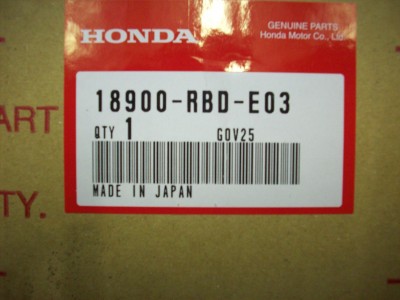 HONDA
GENUINE PARTS
Honda Motor Co., Ltd.
18900-RBD-E03
QTY 1 GOV25
MADE IN JAPAN
ART
TY.